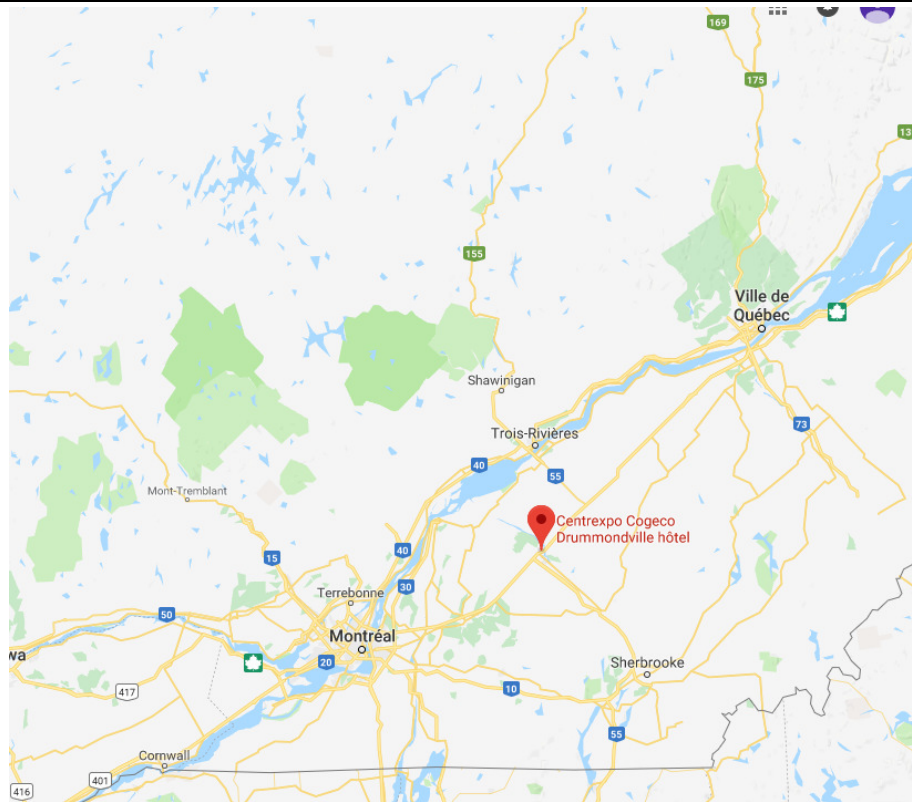 169
175
13
155
Ville de
Québec
Shawinigan
Trois-Rivières
73
40
55
Mont-Tremblant
Centrexpo Cogeco
Drummondville hôtel
40
15
30
Terrebonne
50
Montréal
wa
20
Sherbrooke
417
10
55
Cornwall
401
416